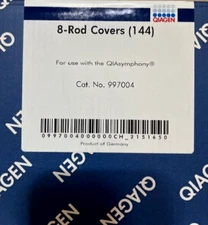 QIAGEN
8-Rod Covers (144)
For use with the QIAsymphony®
Cat. No. 997004
0997004000000CH_3151650
Product of Germany
QIAGEN
QIAGEN
QIAGEN